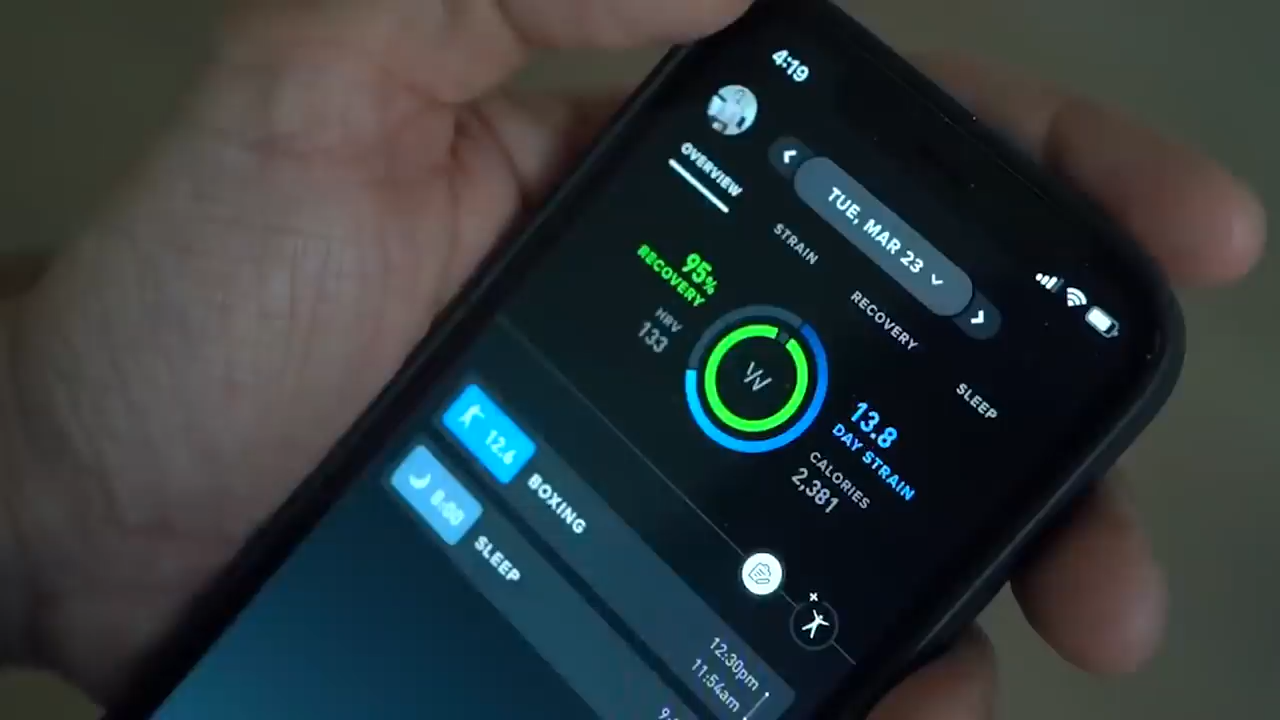 4:19
TUE, MAR 23
OVERVIEW
STRAIN
RECOVERY
SLEEP
95%
RECOVERY
HRV
133
13.8
DAY STRAIN
CALORIES
2,381
12.6
BOXING
12:30pm
11:54am
8:00
SLEEP